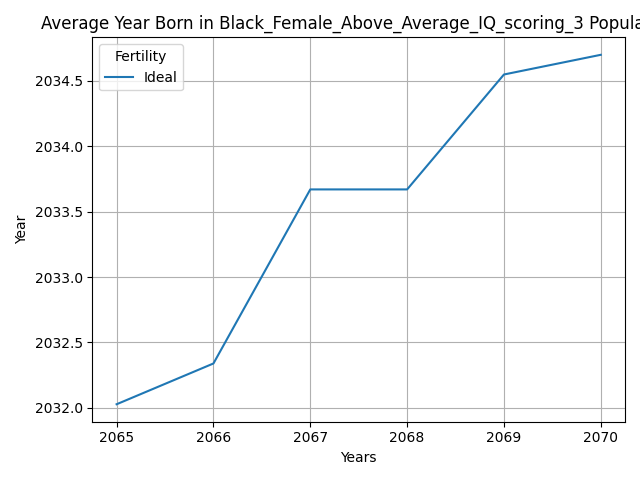 Average Year Born in Black_Female_Above_Average_IQ_scoring_3 Popula
Fertility
Ideal
Year
2034.5
2034.0
2033.5
2033.0
2032.5
2032.0
2065 2066 2067 2068 2069 2070
Years